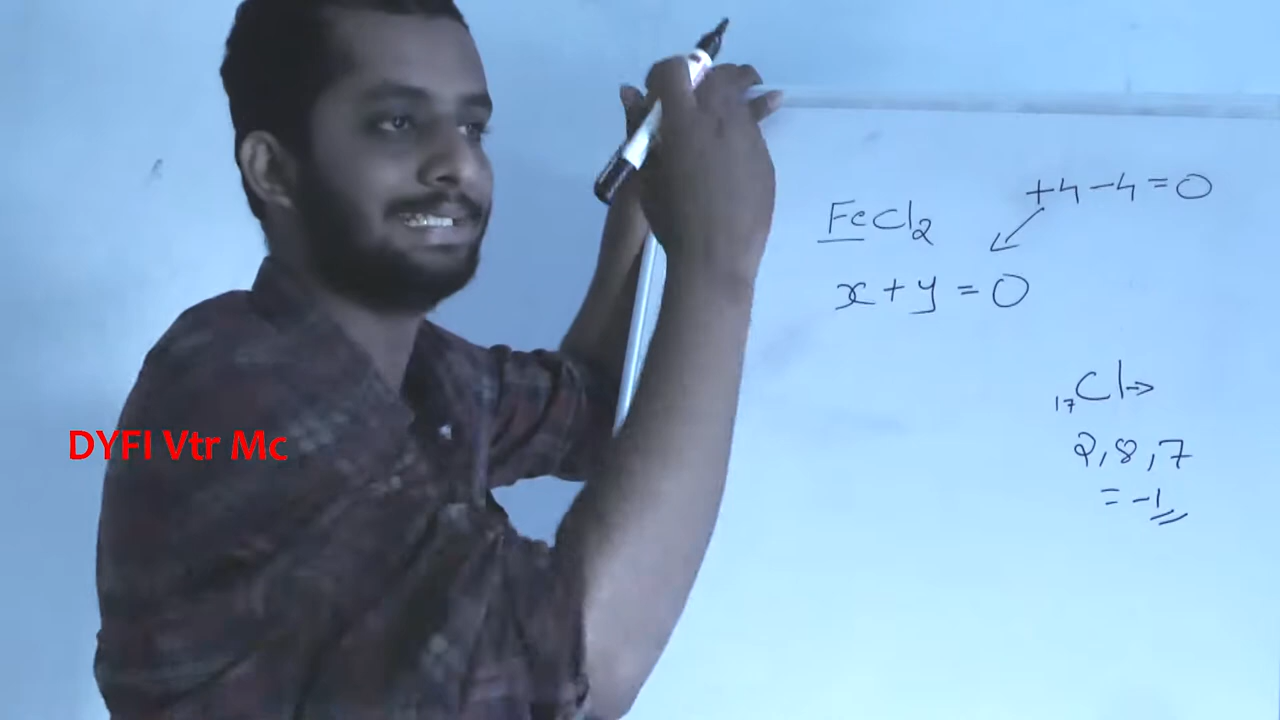 +4-4=0
FeCl₂
x+y=0
₁₇Cl→
2,8,7
=-1
DYFI Vtr Mc